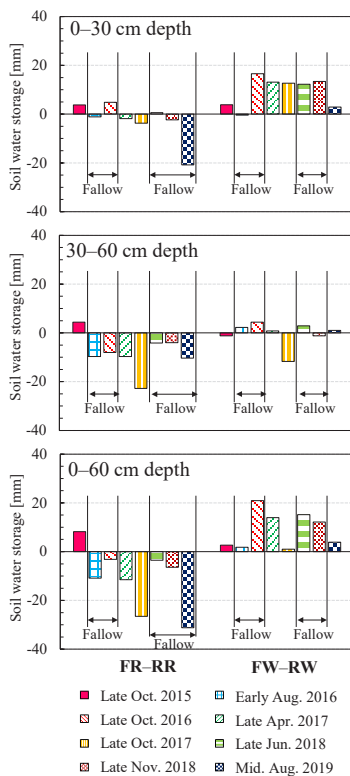 0–30 cm depth
Soil water storage [mm]
40
20
0
-20
-40
Fallow
Fallow
Fallow
Fallow
30–60 cm depth
Soil water storage [mm]
40
20
0
-20
-40
Fallow
Fallow
Fallow
Fallow
0–60 cm depth
Soil water storage [mm]
40
20
0
-20
-40
Fallow
Fallow
Fallow
Fallow
FR–RR FW–RW
Late Oct. 2015 Early Aug. 2016
Late Oct. 2016 Late Apr. 2017
Late Oct. 2017 Late Jun. 2018
Late Nov. 2018 Mid. Aug. 2019